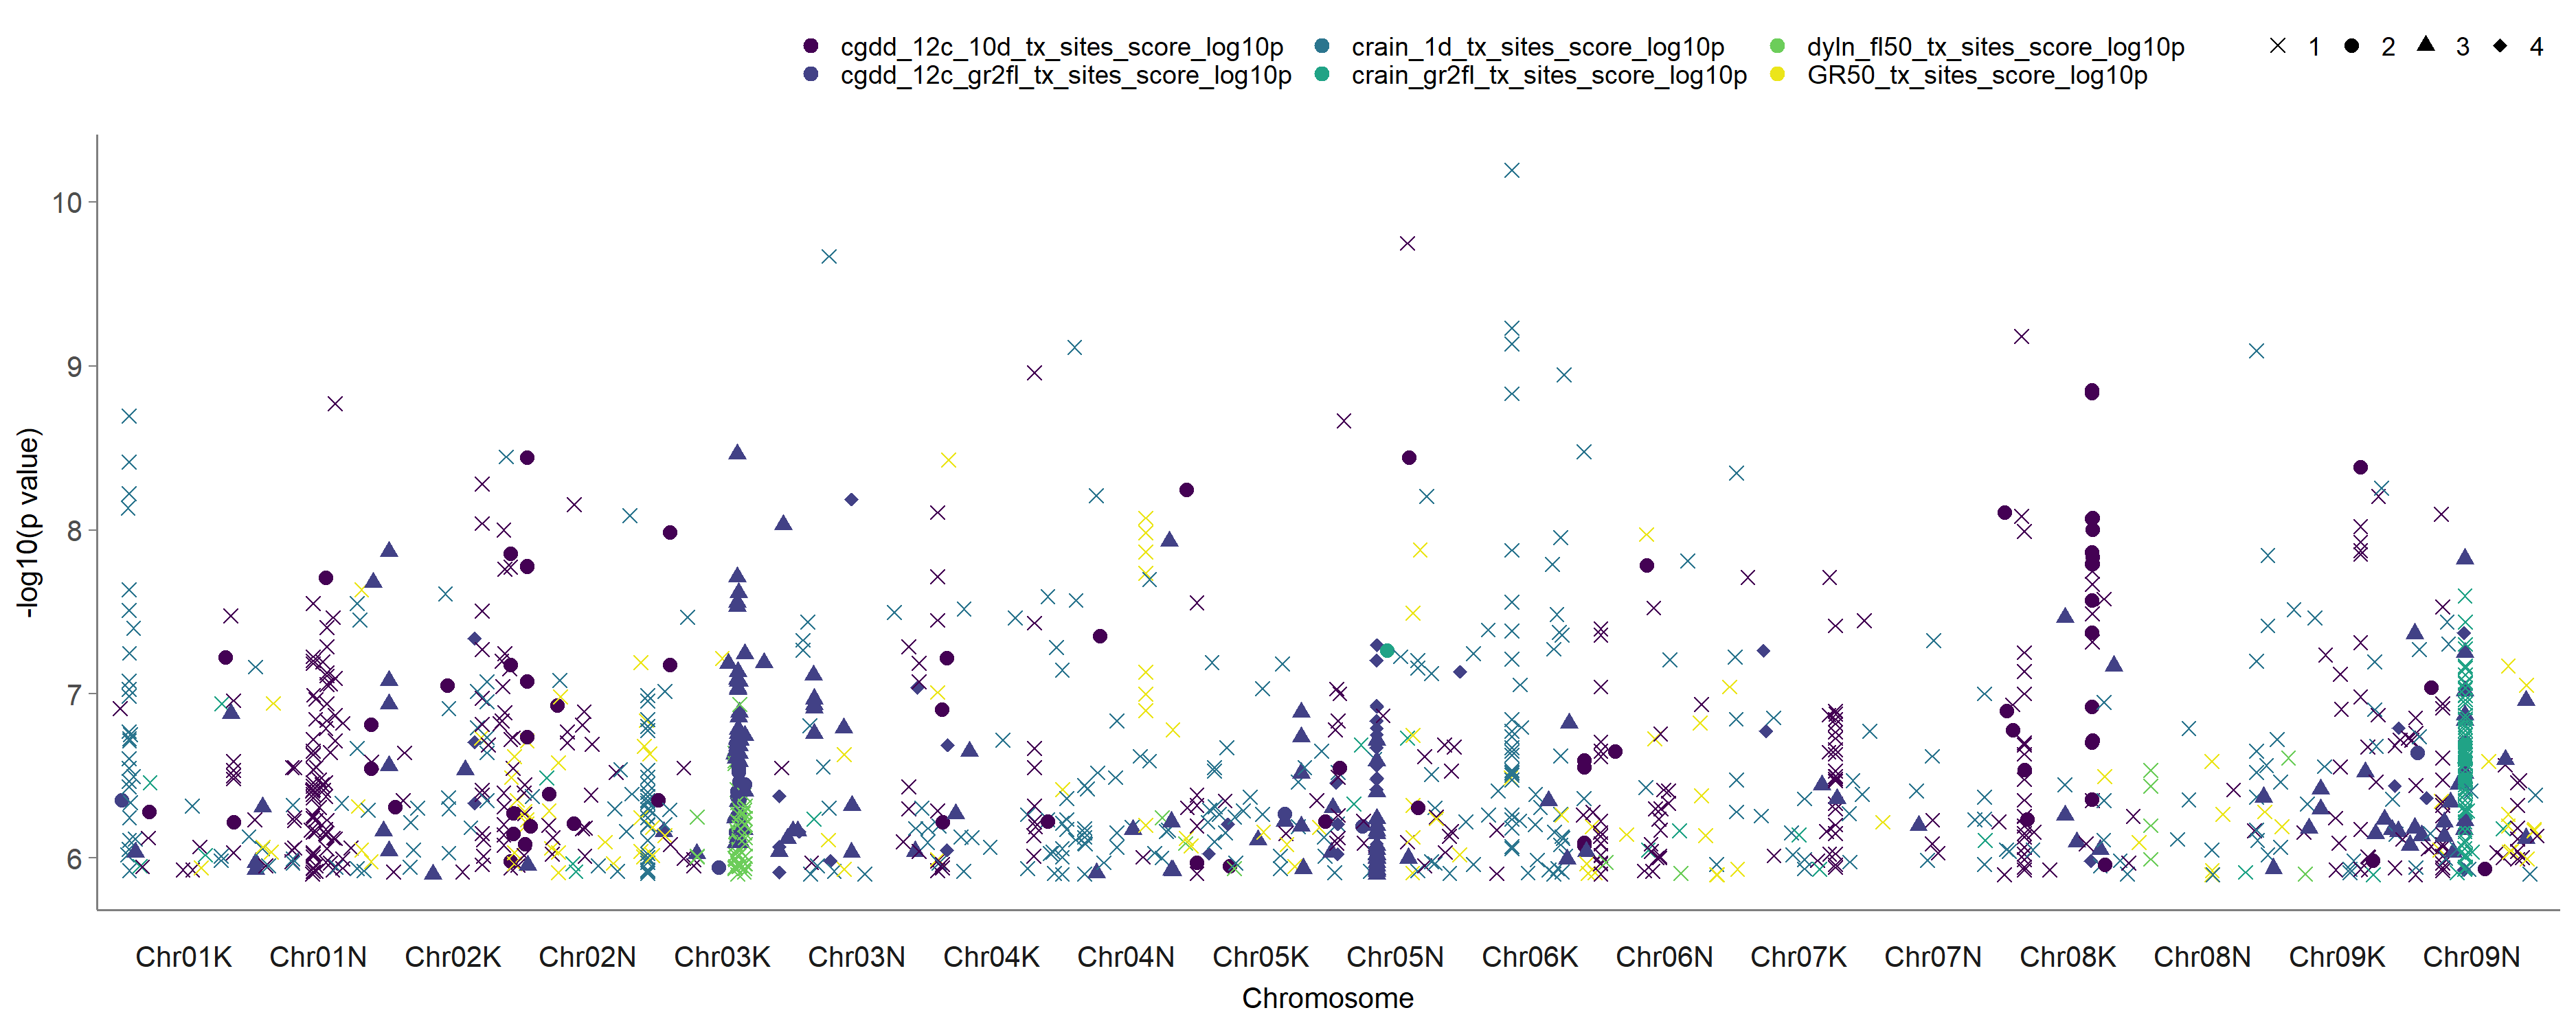 cgdd_12c_10d_tx_sites_score_log10p crain_1d_tx_sites_score_log10p dyln_fl50_tx_sites_score_log10p 1 2 3 4
cgdd_12c_gr2fl_tx_sites_score_log10p crain_gr2fl_tx_sites_score_log10p GR50_tx_sites_score_log10p
-log10(p value)
10
9
8
7
6
Chr01K Chr01N Chr02K Chr02N Chr03K Chr03N Chr04K Chr04N Chr05K Chr05N Chr06K Chr06N Chr07K Chr07N Chr08K Chr08N Chr09K Chr09N
Chromosome